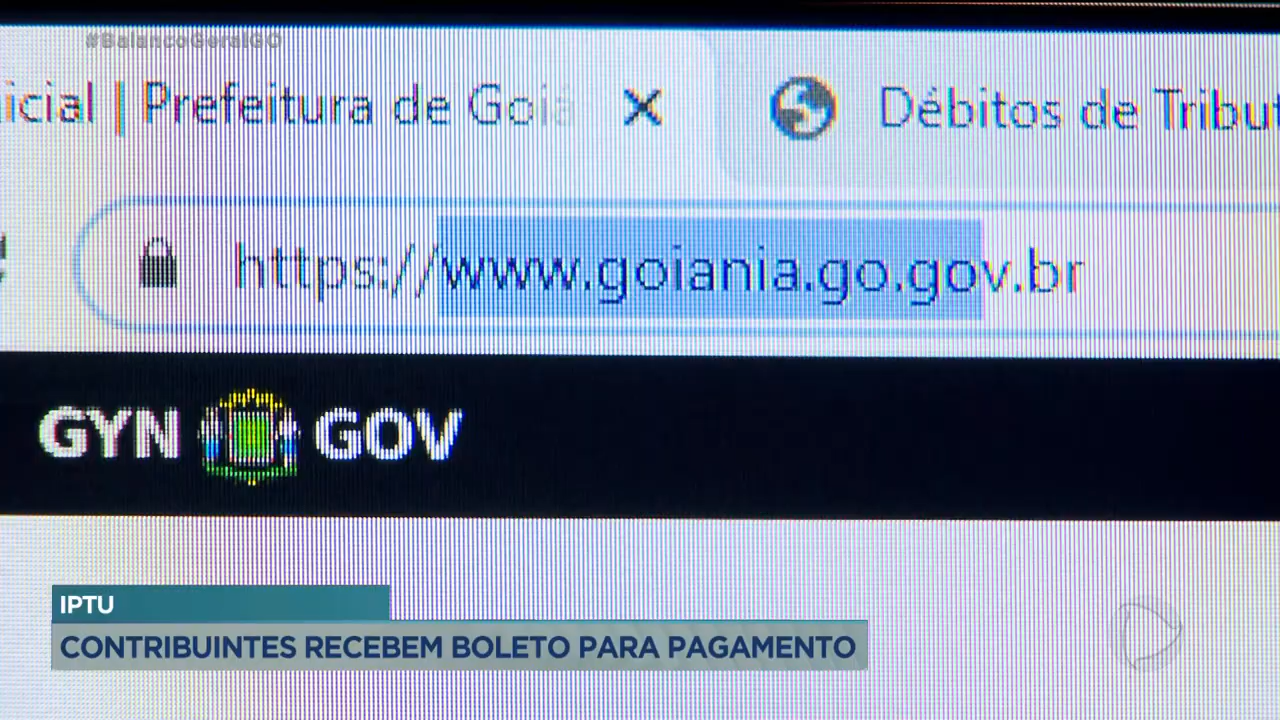 #BalancoGeralGO
icial | Prefeitura de Goiá
Débitos de Tribut
https://www.goiania.go.gov.br
GYN GOV
IPTU
CONTRIBUINTES RECEBEM BOLETO PARA PAGAMENTO